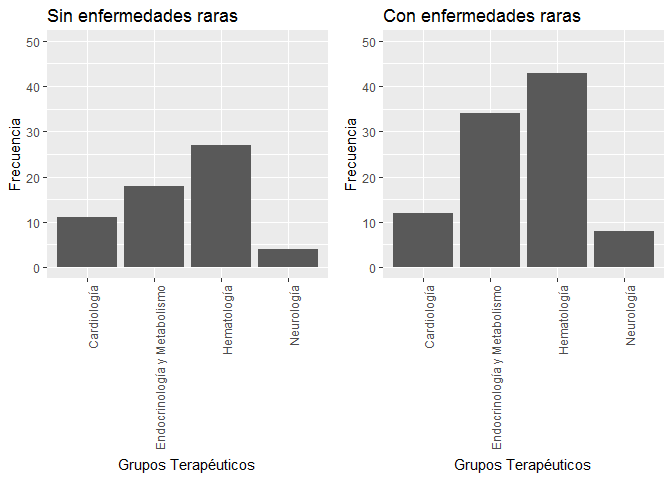 Sin enfermedades raras
50
40
30
20
10
0
Frecuencia
Cardiología
Endocrinología y Metabolismo
Hematología
Neurología
Grupos Terapéuticos
Con enfermedades raras
50
40
30
20
10
0
Frecuencia
Cardiología
Endocrinología y Metabolismo
Hematología
Neurología
Grupos Terapéuticos